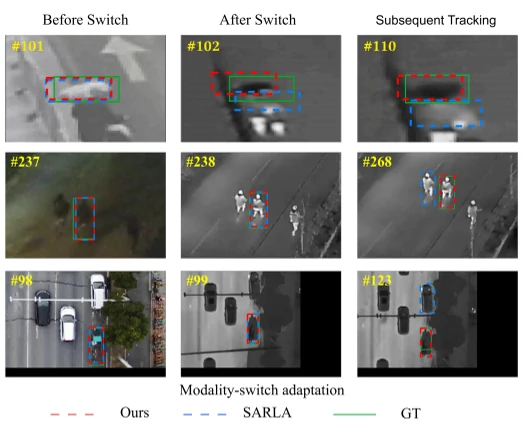 Before Switch
After Switch
Subsequent Tracking
#101
#102
#110
#237
#238
#268
#98
#99
#123
Modality-switch adaptation
Ours
SARLA
GT